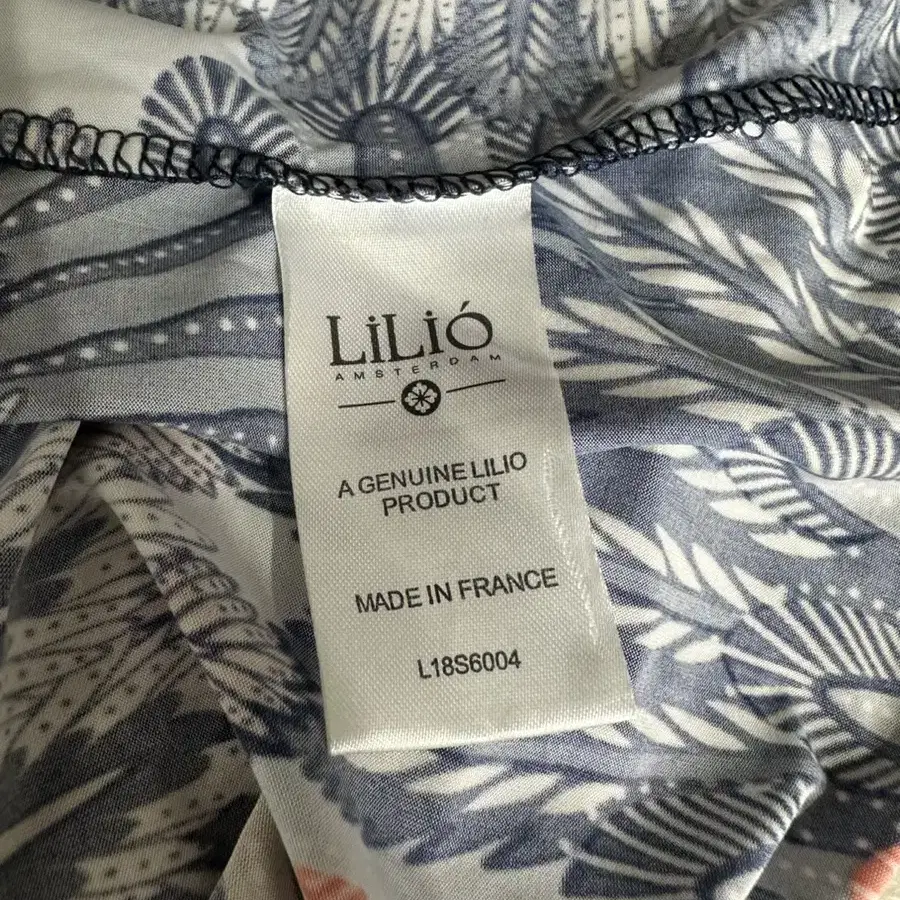 LiLió
AMSTERDAM
A GENUINE LILIO
PRODUCT
MADE IN FRANCE
L18S6004